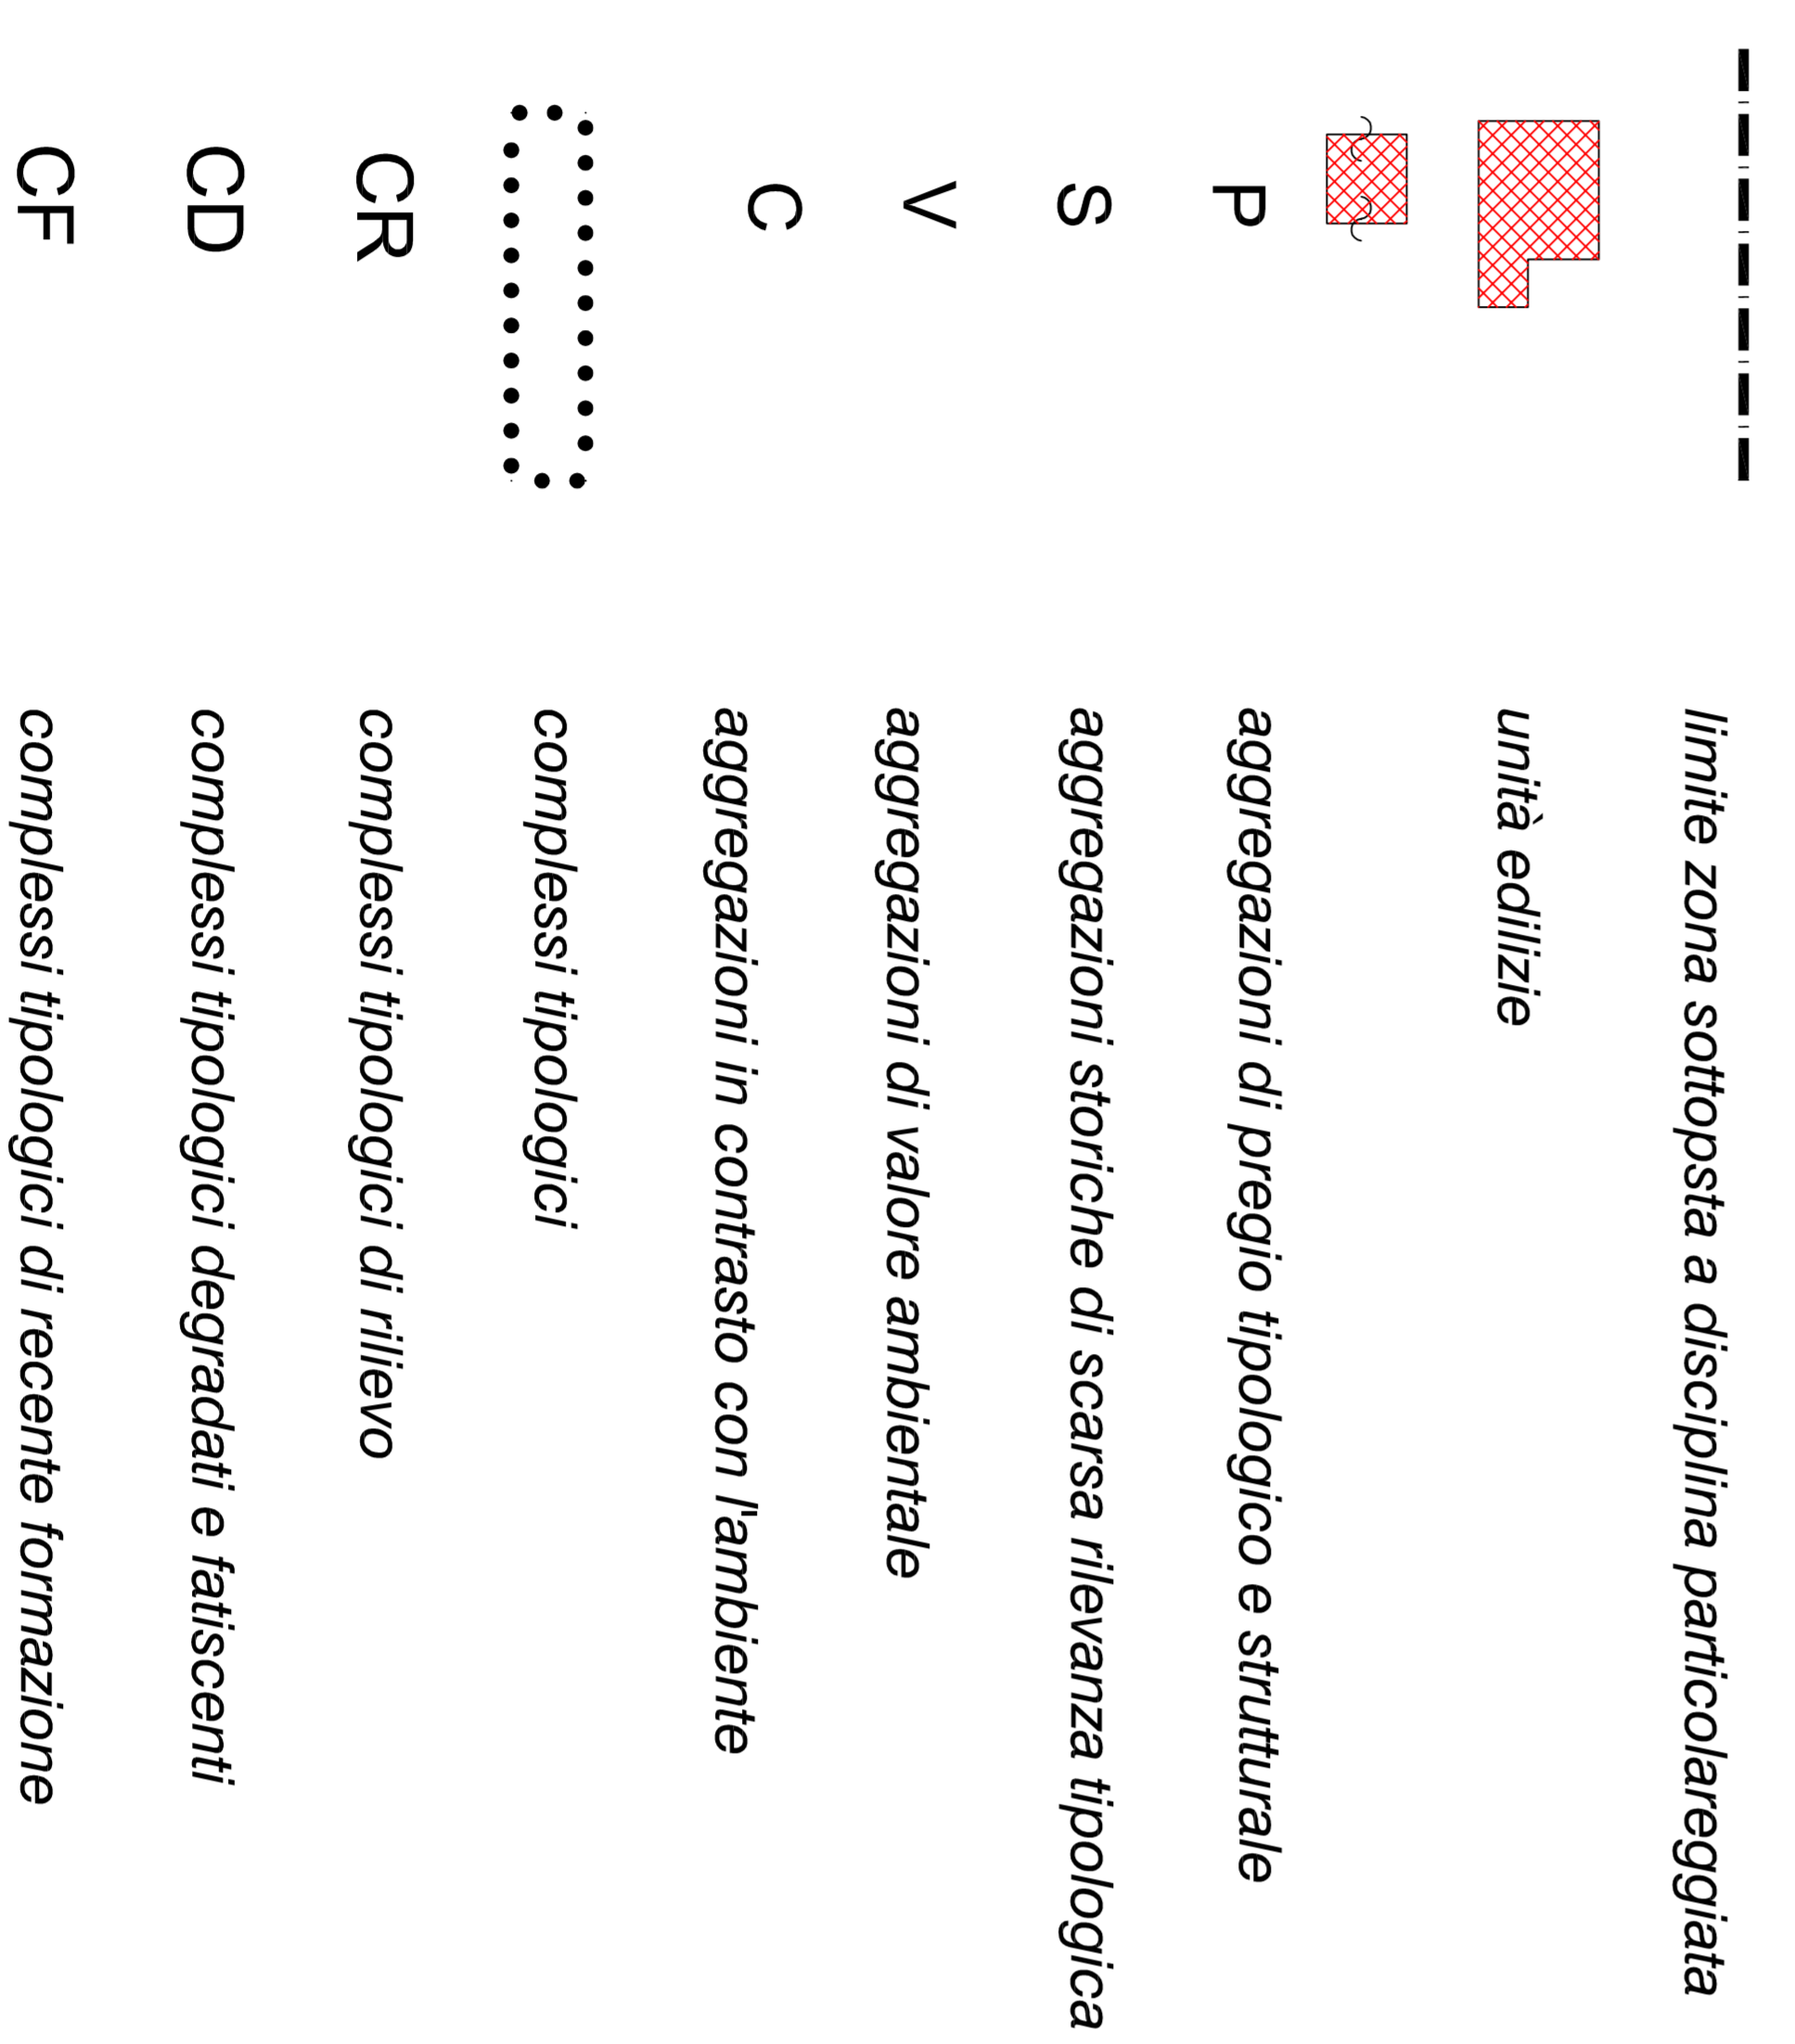 limite zona sottoposta a disciplina particolareggiata
unità edilizie
P aggregazioni di pregio tipologico e strutturale
S aggregazioni storiche di scarsa rilevanza tipologica
V aggregazioni di valore ambientale
C aggregazioni in contrasto con l'ambiente
complessi tipologici
CR complessi tipologici di rilievo
CD complessi tipologici degradati e fatiscenti
CF complessi tipologici di recente formazione